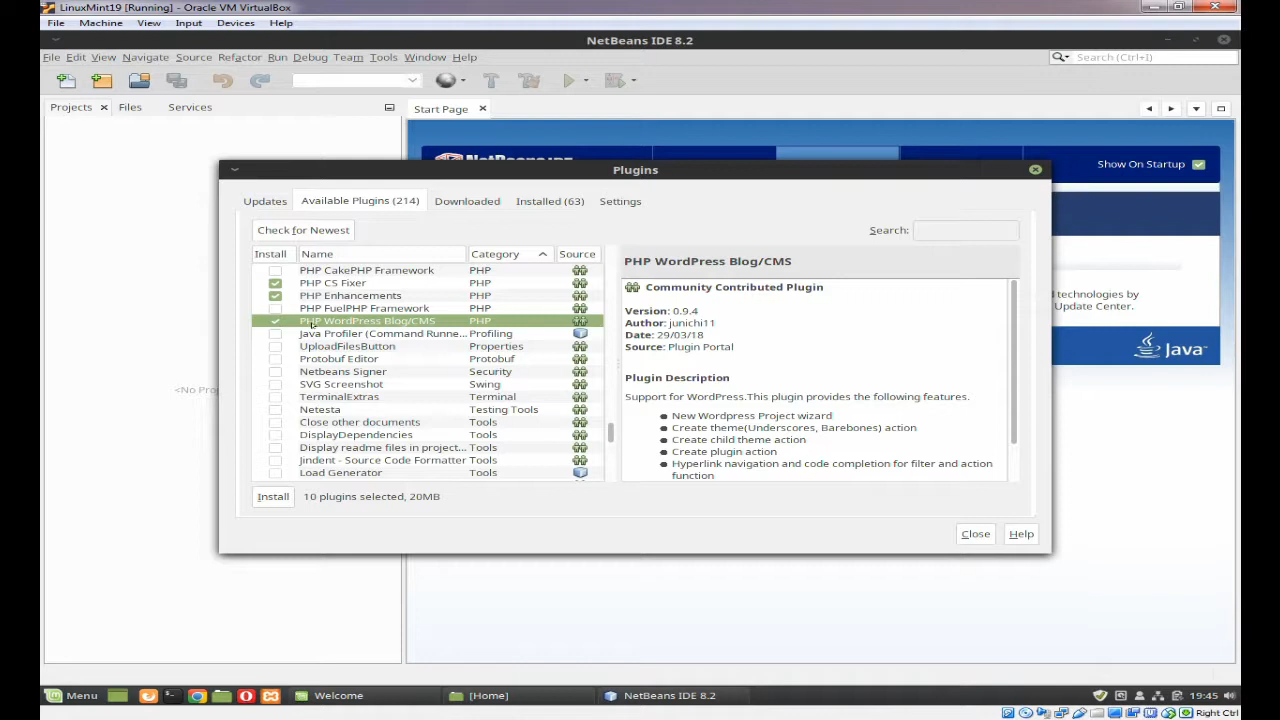 LinuxMint19 [Running] - Oracle VM VirtualBox
File Machine View Input Devices Help
NetBeans IDE 8.2
File Edit View Navigate Source Refactor Run Debug Team Tools Window Help
Search (Ctrl+I)
Projects Files Services
Start Page
Show On Startup
Plugins
Updates Available Plugins (214) Downloaded Installed (63) Settings
Check for Newest
Search:
Install Name Category Source
PHP CakePHP Framework PHP
PHP CS Fixer PHP
PHP Enhancements PHP
PHP FuelPHP Framework PHP
PHP WordPress Blog/CMS PHP
Java Profiler (Command Runne... Profiling
UploadFilesButton Properties
Protobuf Editor Protobuf
Netbeans Signer Security
SVG Screenshot Swing
TerminalExtras Terminal
Netesta Testing Tools
Close other documents Tools
DisplayDependencies Tools
Display readme files in project... Tools
Jindent - Source Code Formatter Tools
Load Generator Tools
PHP WordPress Blog/CMS
Community Contributed Plugin
Version: 0.9.4
Author: junichi11
Date: 29/03/18
Source: Plugin Portal
Plugin Description
Support for WordPress.This plugin provides the following features.
New Wordpress Project wizard
Create theme(Underscores, Barebones) action
Create child theme action
Create plugin action
Hyperlink navigation and code completion for filter and action
function
d technologies by
pdate Center.
Java
<No Pro
Install 10 plugins selected, 20MB
Close Help
Menu Welcome [Home] NetBeans IDE 8.2 19:45
Right Ctrl